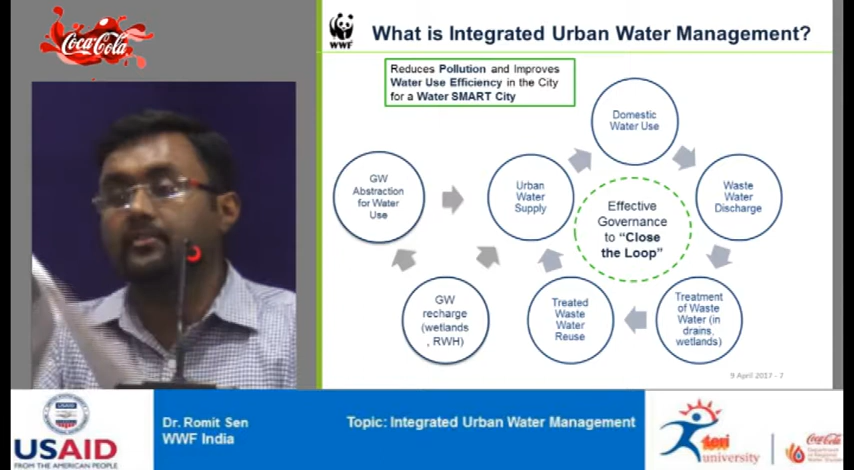 Coca-Cola
WWF
What is Integrated Urban Water Management?
Reduces Pollution and Improves
Water Use Efficiency in the City
for a Water SMART City
Domestic
Water Use
GW
Abstraction
for Water
Use
Urban
Water
Supply
Waste
Water
Discharge
Effective
Governance
to “Close
the Loop”
GW
recharge
(wetlands
, RWH)
Treated
Waste
Water
Reuse
Treatment
of Waste
Water (in
drains,
wetlands)
9 April 2017 - 7
USAID
FROM THE AMERICAN PEOPLE
Dr. Romit Sen
WWF India
Topic: Integrated Urban Water Management
teri
university
Coca-Cola